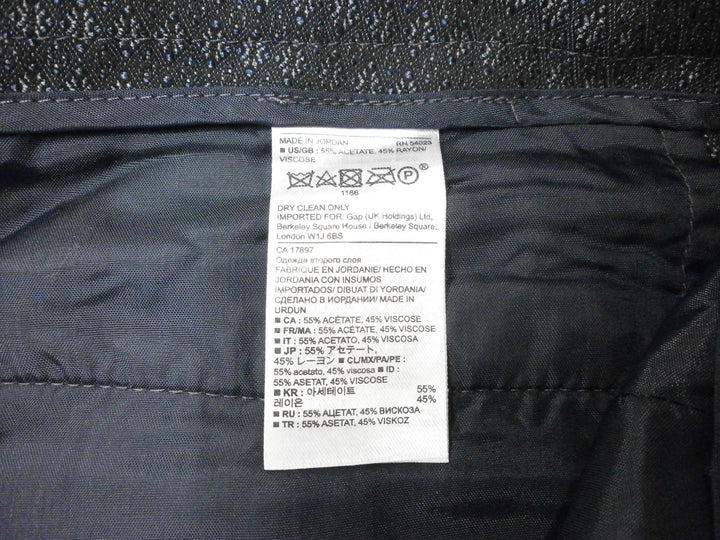 MADE IN JORDAN RN 54023
■ US/GB : 55% ACETATE, 45% RAYON/
VISCOSE
P ®
1166
DRY CLEAN ONLY
IMPORTED FOR: Gap (UK Holdings) Ltd,
Berkeley Square House / Berkeley Square,
London W1J 6BS
CA 17897
Одежда второго слоя
FABRIQUE EN JORDANIE/ HECHO EN
JORDANIA CON INSUMOS
IMPORTADOS/ DIBUAT DI YORDANIA/
СДЕЛАНО В ИОРДАНИИ/ MADE IN
URDUN
■ CA : 55% ACÉTATE, 45% VISCOSE
■ FR/MA : 55% ACÉTATE, 45% VISCOSE
■ IT : 55% ACETATO, 45% VISCOSA
■ JP : 55% アセテート,
45% レーヨン ■ CL/MX/PA/PE :
55% acetato, 45% viscosa ■ ID :
55% ASETAT, 45% VISCOSE
■ KR : 아세테이트 55%
레이온 45%
■ RU : 55% АЦЕТАТ, 45% ВИСКОЗА
■ TR : 55% ASETAT, 45% VISKOZ